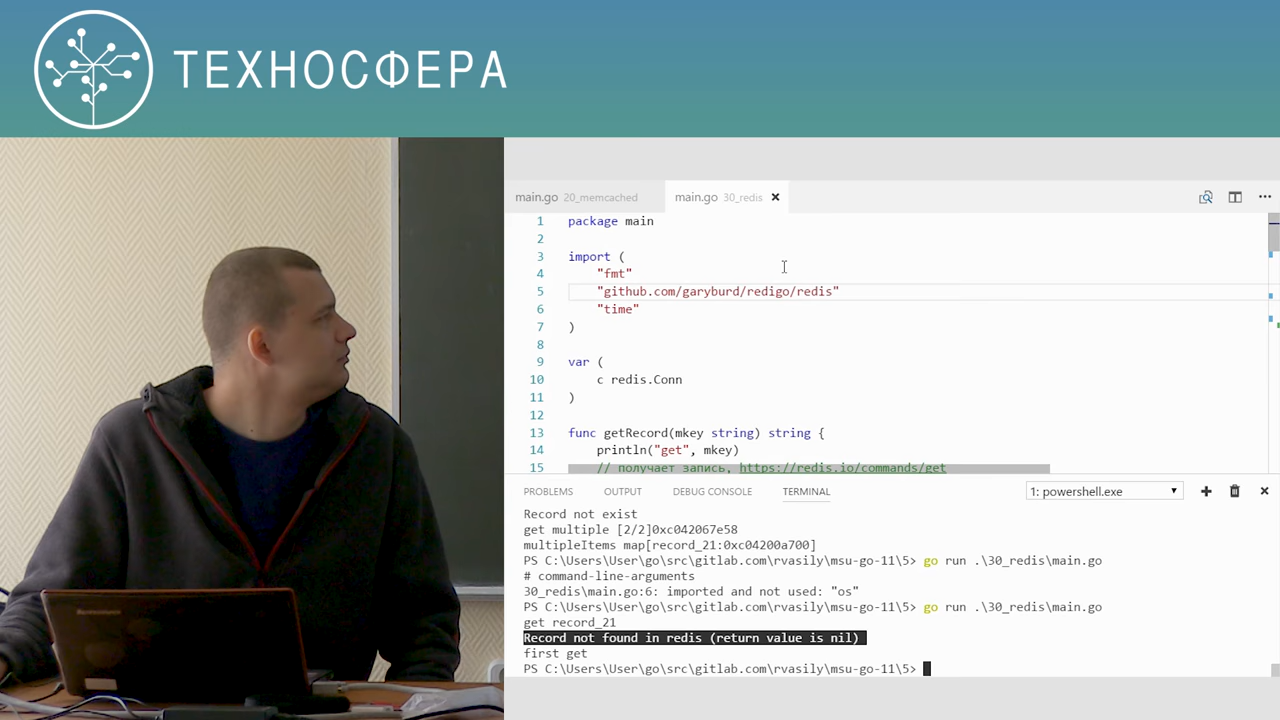 ТЕХНОСФЕРА
main.go 20_memcached main.go 30_redis
1 package main
2
3 import (
4 "fmt"
5 "github.com/garyburd/redigo/redis"
6 "time"
7 )
8
9 var (
10 c redis.Conn
11 )
12
13 func getRecord(mkey string) string {
14 println("get", mkey)
15 // получает запись, https://redis.io/commands/get
PROBLEMS OUTPUT DEBUG CONSOLE TERMINAL 1: powershell.exe
Record not exist
get multiple [2/2]0xc042067e58
multipleItems map[record_21:0xc04200a700]
PS C:\Users\User\go\src\gitlab.com\rvasily\msu-go-11\5> go run .\30_redis\main.go
# command-line-arguments
30_redis\main.go:6: imported and not used: "os"
PS C:\Users\User\go\src\gitlab.com\rvasily\msu-go-11\5> go run .\30_redis\main.go
get record_21
Record not found in redis (return value is nil)
first get
PS C:\Users\User\go\src\gitlab.com\rvasily\msu-go-11\5>